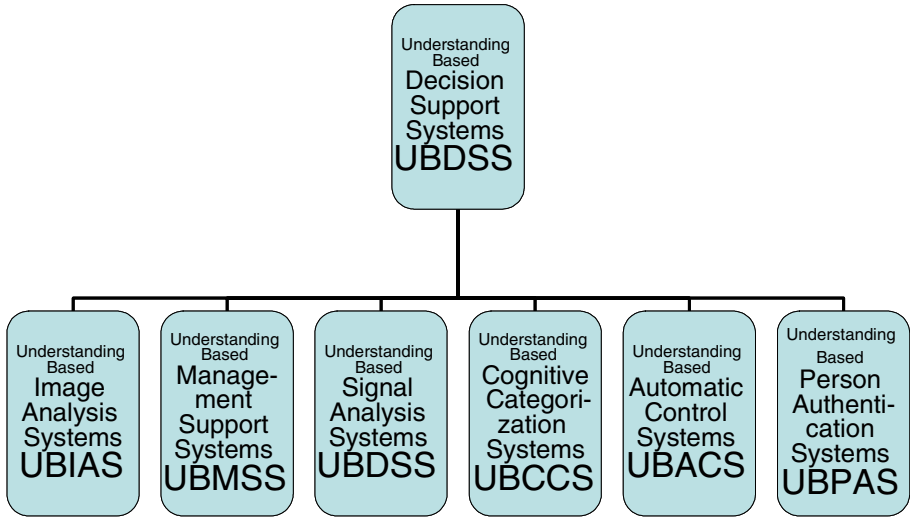 Understanding
Based
Decision
Support
Systems
UBDSS
Understanding
Based
Image
Analysis
Systems
UBIAS
Understanding
Based
Manage-
ment
Support
Systems
UBMSS
Understanding
Based
Signal
Analysis
Systems
UBDSS
Understanding
Based
Cognitive
Categori-
zation
Systems
UBCCS
Understanding
Based
Automatic
Control
Systems
UBACS
Understanding
Based
Person
Authenti-
cation
Systems
UBPAS